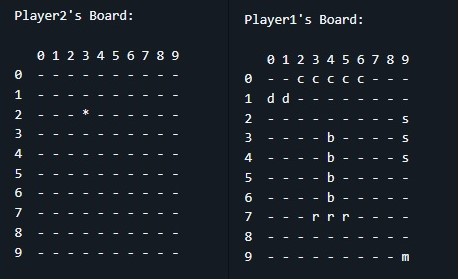 Player2's Board:
0 1 2 3 4 5 6 7 8 9
0 - - - - - - - - - -
1 - - - - - - - - - -
2 - - - * - - - - - -
3 - - - - - - - - - -
4 - - - - - - - - - -
5 - - - - - - - - - -
6 - - - - - - - - - -
7 - - - - - - - - - -
8 - - - - - - - - - -
9 - - - - - - - - - -
Player1's Board:
0 1 2 3 4 5 6 7 8 9
0 - - c c c c c - - -
1 d d - - - - - - - -
2 - - - - - - - - - s
3 - - - - b - - - - s
4 - - - - b - - - - s
5 - - - - b - - - - -
6 - - - - b - - - - -
7 - - - r r r - - - -
8 - - - - - - - - - -
9 - - - - - - - - - m